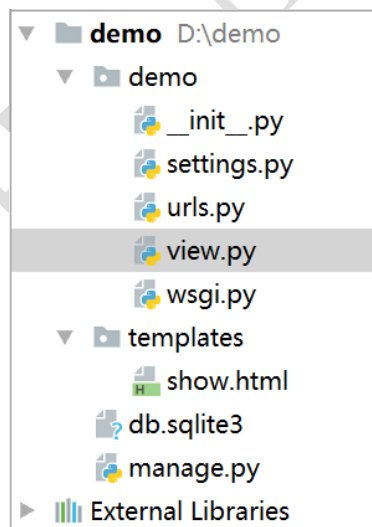 demo D:\demo
demo
__init__.py
settings.py
urls.py
view.py
wsgi.py
templates
show.html
db.sqlite3
manage.py
External Libraries